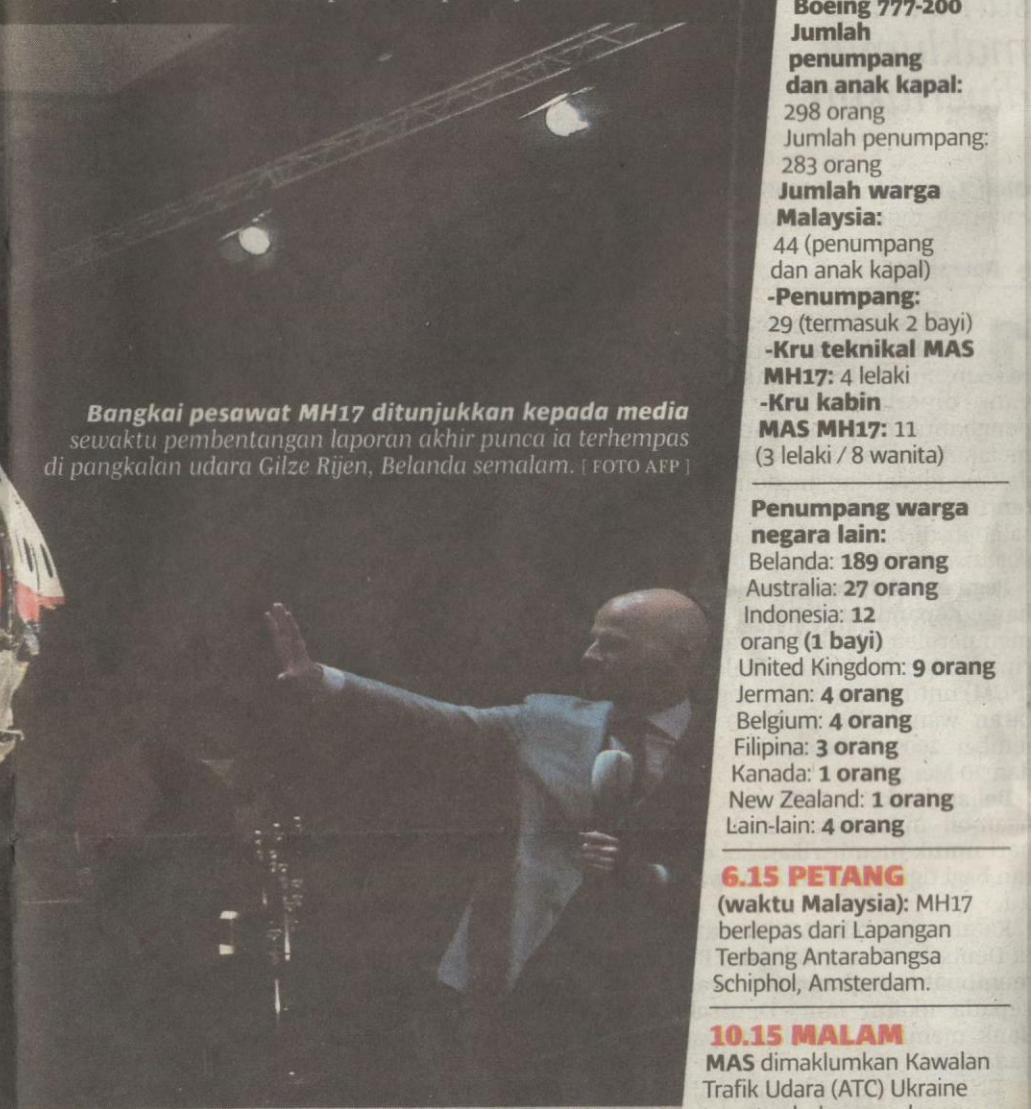 Bangkai pesawat MH17 ditunjukkan kepada media
sewaktu pembentangan laporan akhir punca ia terhempas
di pangkalan udara Gilze Rijen, Belanda semalam. [ FOTO AFP ]
Boeing 777-200
Jumlah
penumpang
dan anak kapal:
298 orang
Jumlah penumpang:
283 orang
Jumlah warga
Malaysia:
44 (penumpang
dan anak kapal)
-Penumpang:
29 (termasuk 2 bayi)
-Kru teknikal MAS
MH17: 4 lelaki
-Kru kabin
MAS MH17: 11
(3 lelaki / 8 wanita)
Penumpang warga
negara lain:
Belanda: 189 orang
Australia: 27 orang
Indonesia: 12
orang (1 bayi)
United Kingdom: 9 orang
Jerman: 4 orang
Belgium: 4 orang
Filipina: 3 orang
Kanada: 1 orang
New Zealand: 1 orang
Lain-lain: 4 orang
6.15 PETANG
(waktu Malaysia): MH17
berlepas dari Lapangan
Terbang Antarabangsa
Schiphol, Amsterdam.
10.15 MALAM
MAS dimaklumkan Kawalan
Trafik Udara (ATC) Ukraine